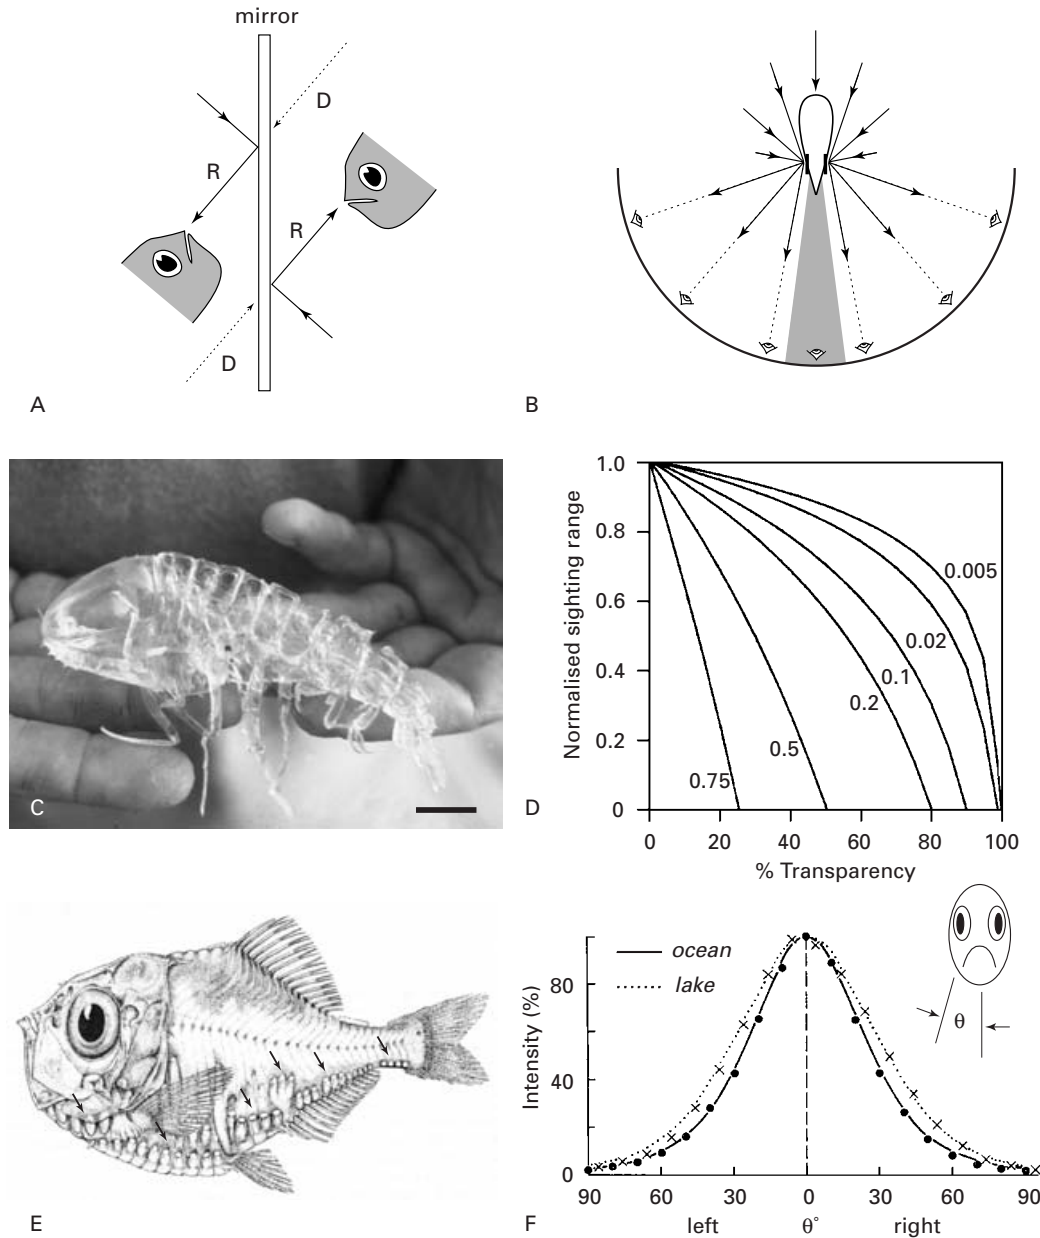 mirror
D
R
R
D
A
B
C
Normalised sighting range
1.0
0.8
0.6
0.4
0.2
0
0.005
0.02
0.1
0.2
0.5
0.75
0 20 40 60 80 100
% Transparency
D
E
Intensity (%)
80
40
0
ocean
lake
θ
90 60 30 0 30 60 90
left θ° right
F